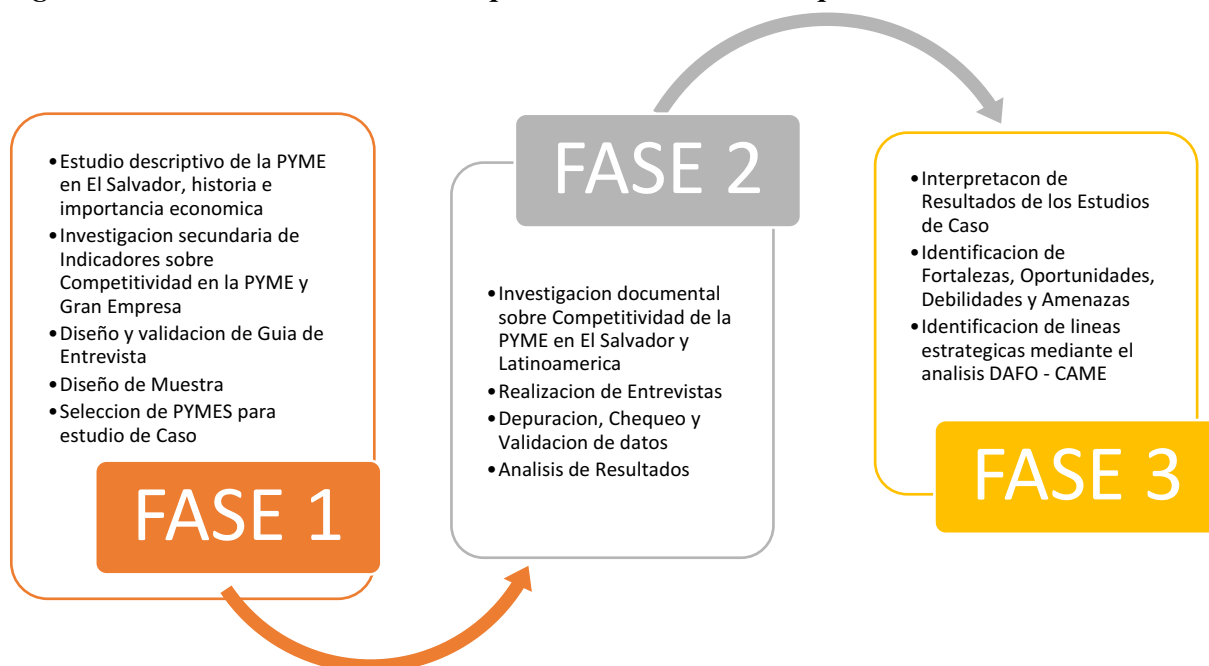 •Estudio descriptivo de la PYME
en El Salvador, historia e
importancia economica
•Investigacion secundaria de
Indicadores sobre
Competitividad en la PYME y
Gran Empresa
•Diseño y validacion de Guia de
Entrevista
•Diseño de Muestra
•Seleccion de PYMES para
estudio de Caso
FASE 1
FASE 2
•Investigacion documental
sobre Competitividad de la
PYME en El Salvador y
Latinoamerica
•Realizacion de Entrevistas
•Depuracion, Chequeo y
Validacion de datos
•Analisis de Resultados
•Interpretacon de
Resultados de los Estudios
de Caso
•Identificacion de
Fortalezas, Oportunidades,
Debilidades y Amenazas
•Identificacion de lineas
estrategicas mediante el
analisis DAFO - CAME
FASE 3